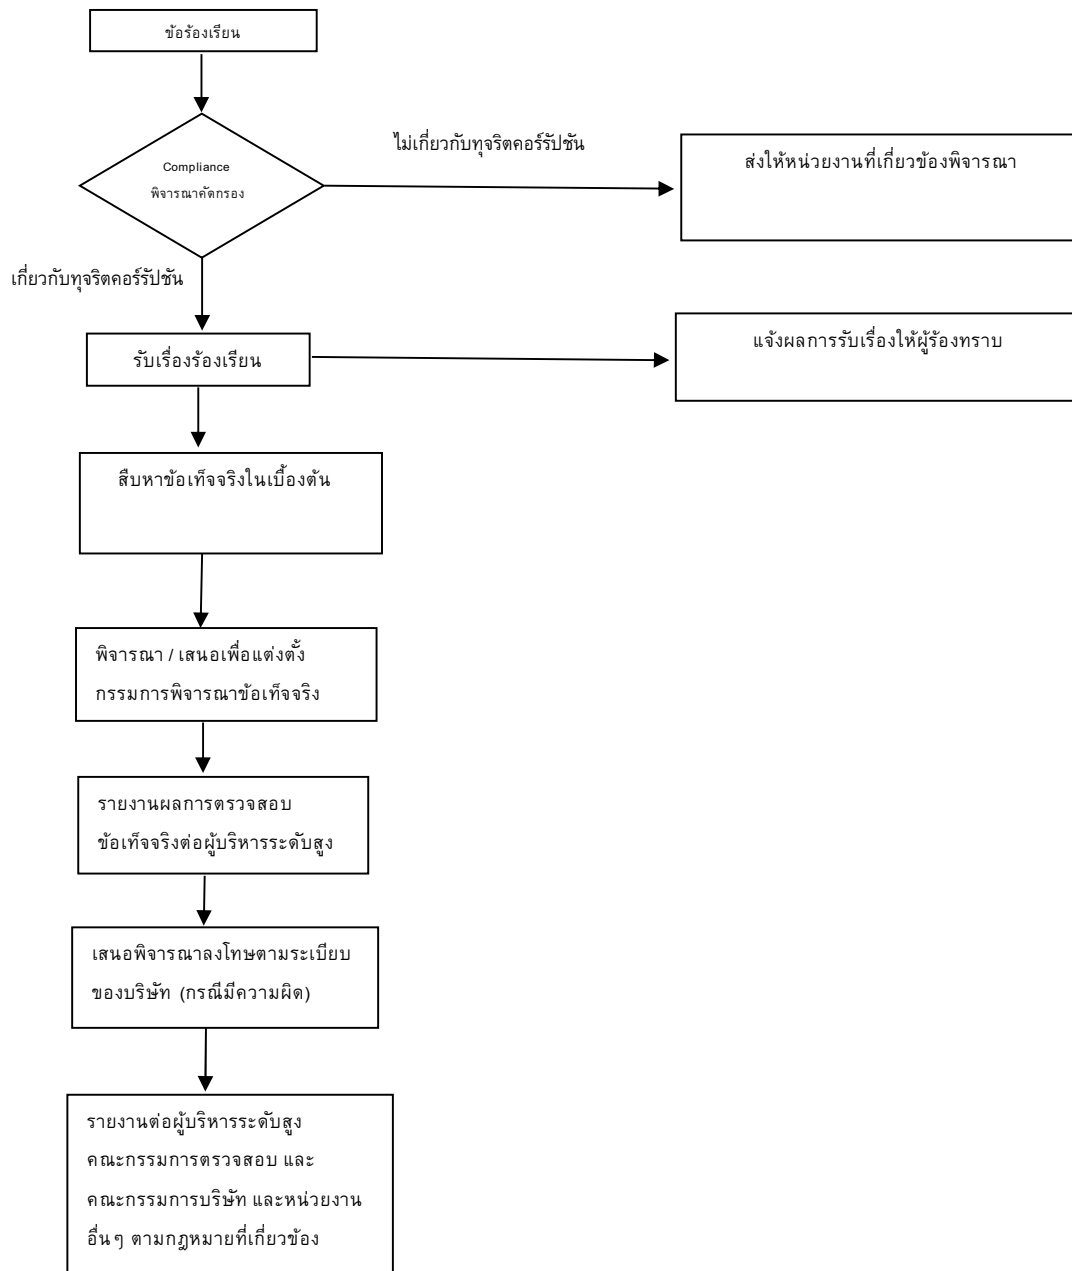 ข้อร้องเรียน
Compliance
พิจารณาคัดกรอง
ไม่เกี่ยวกับทุจริตคอร์รัปชัน
ส่งให้หน่วยงานที่เกี่ยวข้องพิจารณา
เกี่ยวกับทุจริตคอร์รัปชัน
รับเรื่องร้องเรียน
แจ้งผลการรับเรื่องให้ผู้ร้องทราบ
สืบหาข้อเท็จจริงในเบื้องต้น
พิจารณา / เสนอเพื่อแต่งตั้ง
กรรมการพิจารณาข้อเท็จจริง
รายงานผลการตรวจสอบ
ข้อเท็จจริงต่อผู้บริหารระดับสูง
เสนอพิจารณาลงโทษตามระเบียบ
ของบริษัท (กรณีมีความผิด)
รายงานต่อผู้บริหารระดับสูง
คณะกรรมการตรวจสอบ และ
คณะกรรมการบริษัท และหน่วยงาน
อื่นๆ ตามกฎหมายที่เกี่ยวข้อง